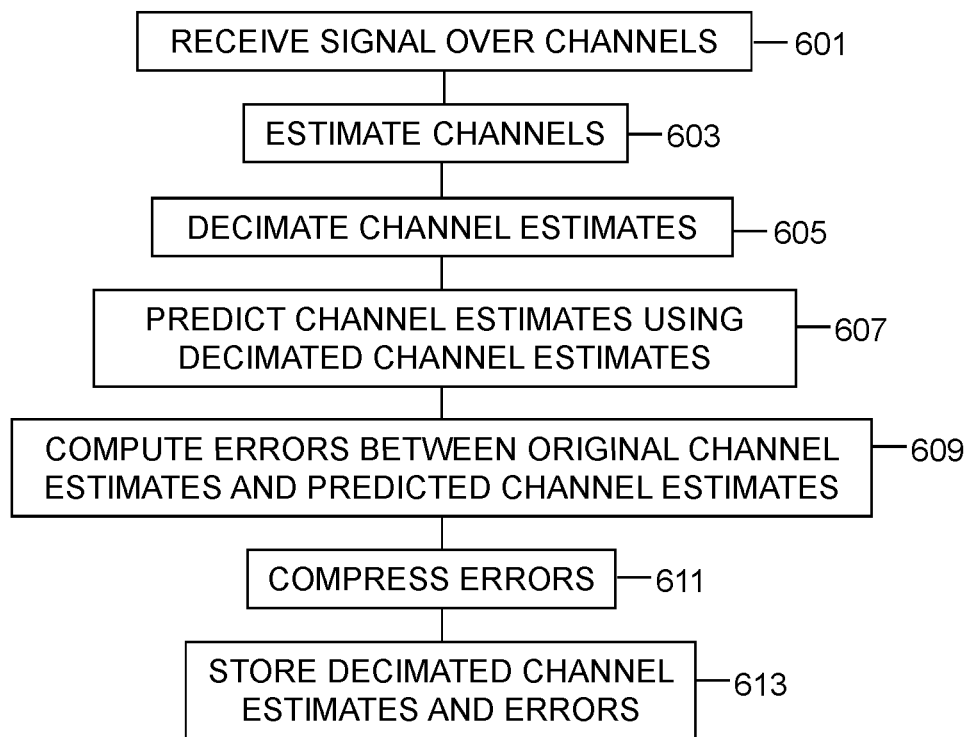 RECEIVE SIGNAL OVER CHANNELS 601
ESTIMATE CHANNELS 603
DECIMATE CHANNEL ESTIMATES 605
PREDICT CHANNEL ESTIMATES USING
DECIMATED CHANNEL ESTIMATES
607
COMPUTE ERRORS BETWEEN ORIGINAL CHANNEL
ESTIMATES AND PREDICTED CHANNEL ESTIMATES
609
COMPRESS ERRORS 611
STORE DECIMATED CHANNEL
ESTIMATES AND ERRORS
613